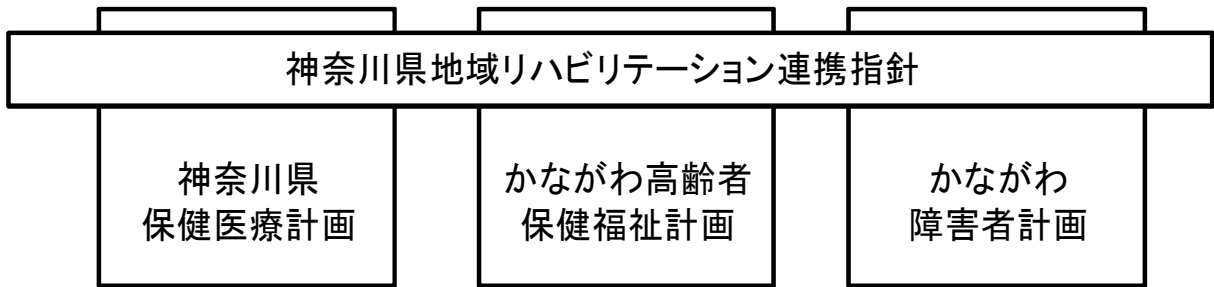 神奈川県地域リハビリテーション連携指針
神奈川県
保健医療計画
かながわ高齢者
保健福祉計画
かながわ
障害者計画